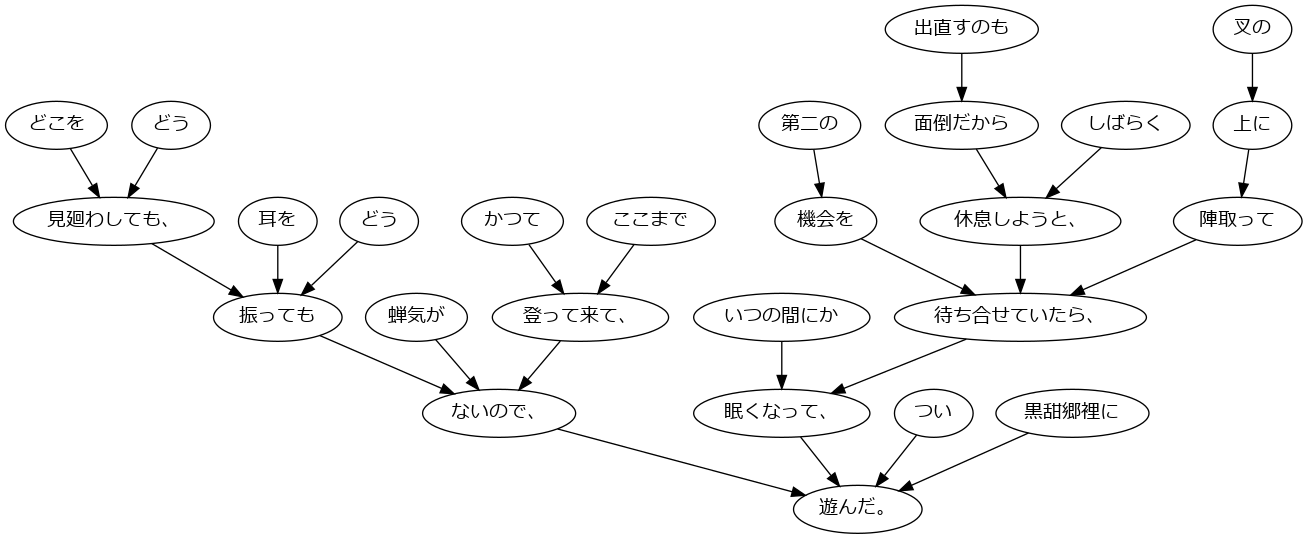 出直すのも
叉の
どこを
どう
第二の
面倒だから
しばらく
上に
見廻わしても、
耳を
どう
かつて
ここまで
機会を
休息しようと、
陣取って
振っても
蝉気が
登って来て、
いつの間にか
待ち合せていたら、
ないので、
眠くなって、
つい
黒甜郷裡に
遊んだ。